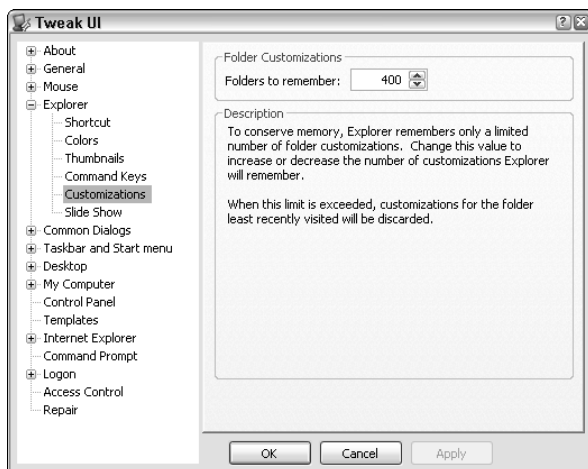 Tweak UI
About
General
Mouse
Explorer
Shortcut
Colors
Thumbnails
Command Keys
Customizations
Slide Show
Common Dialogs
Taskbar and Start menu
Desktop
My Computer
Control Panel
Templates
Internet Explorer
Command Prompt
Logon
Access Control
Repair
Folder Customizations
Folders to remember: 400
Description
To conserve memory, Explorer remembers only a limited
number of folder customizations. Change this value to
increase or decrease the number of customizations Explorer
will remember.
When this limit is exceeded, customizations for the folder
least recently visited will be discarded.
OK Cancel Apply